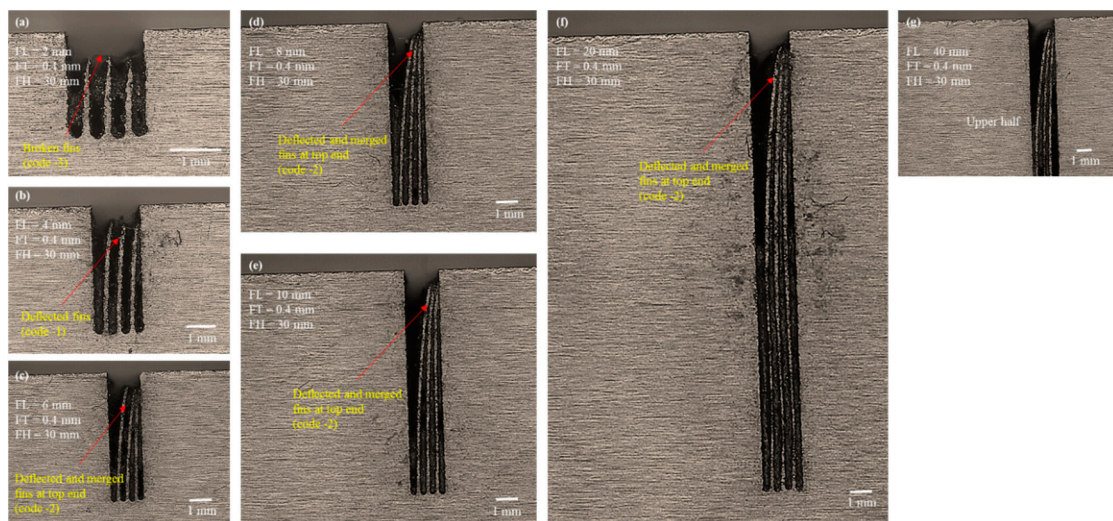 (a)
FL = 2 mm
FT = 0.4 mm
FH = 30 mm
Broken fins
(code -3)
1 mm
(b)
FL = 4 mm
FT = 0.4 mm
FH = 30 mm
Deflected fins
(code -1)
1 mm
(c)
FL = 6 mm
FT = 0.4 mm
FH = 30 mm
Deflected and merged
fins at top end
(code -2)
1 mm
(d)
FL = 8 mm
FT = 0.4 mm
FH = 30 mm
Deflected and merged
fins at top end
(code -2)
1 mm
(e)
FL = 10 mm
FT = 0.4 mm
FH = 30 mm
Deflected and merged
fins at top end
(code -2)
1 mm
(f)
FL = 20 mm
FT = 0.4 mm
FH = 30 mm
Deflected and merged
fins at top end
(code -2)
1 mm
(g)
FL = 40 mm
FT = 0.4 mm
FH = 30 mm
Upper half
1 mm